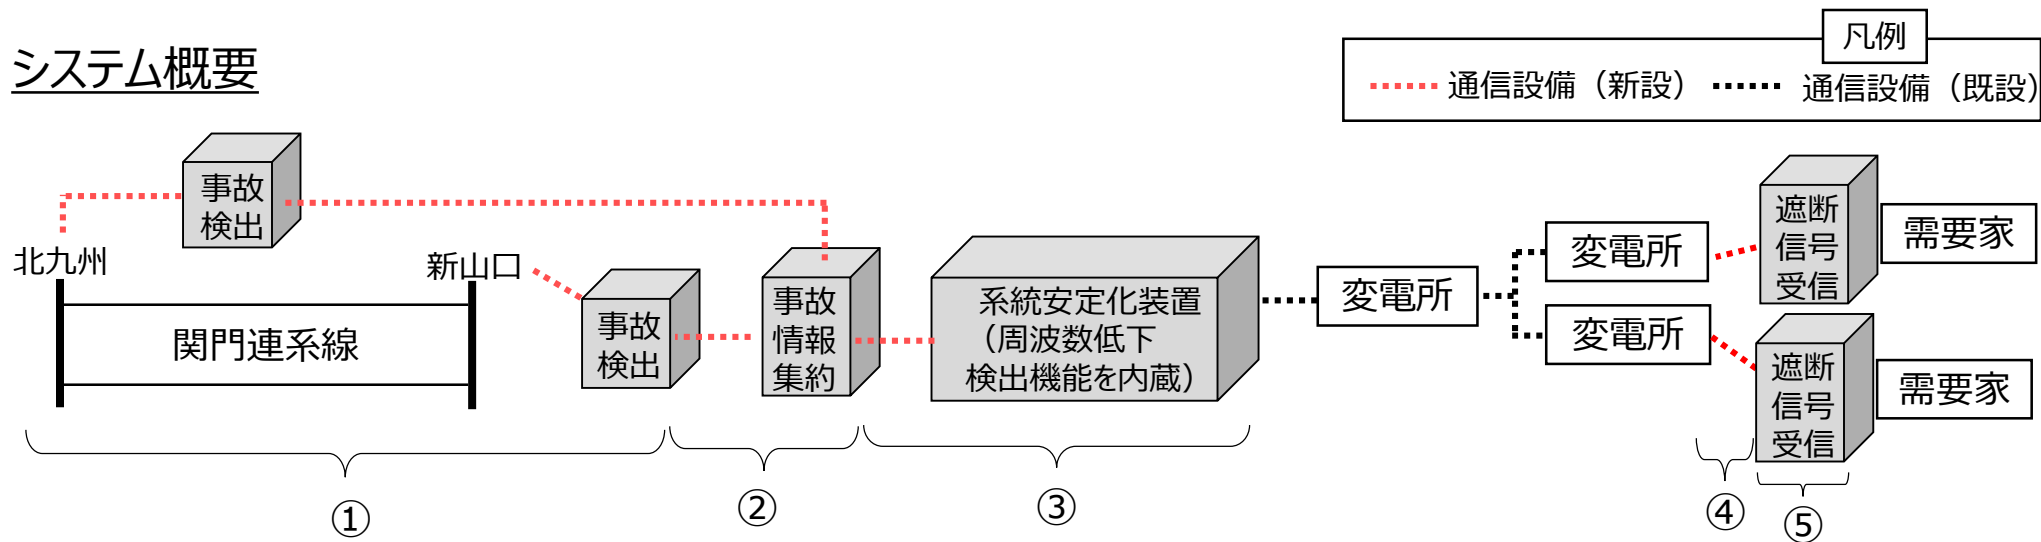 システム概要
凡例
通信設備（新設）
通信設備（既設）
事故
検出
北九州
新山口
関門連系線
事故
検出
事故
情報
集約
系統安定化装置
（周波数低下
検出機能を内蔵）
変電所
変電所
変電所
遮断
信号
受信
需要家
遮断
信号
受信
需要家
①
②
③
④
⑤